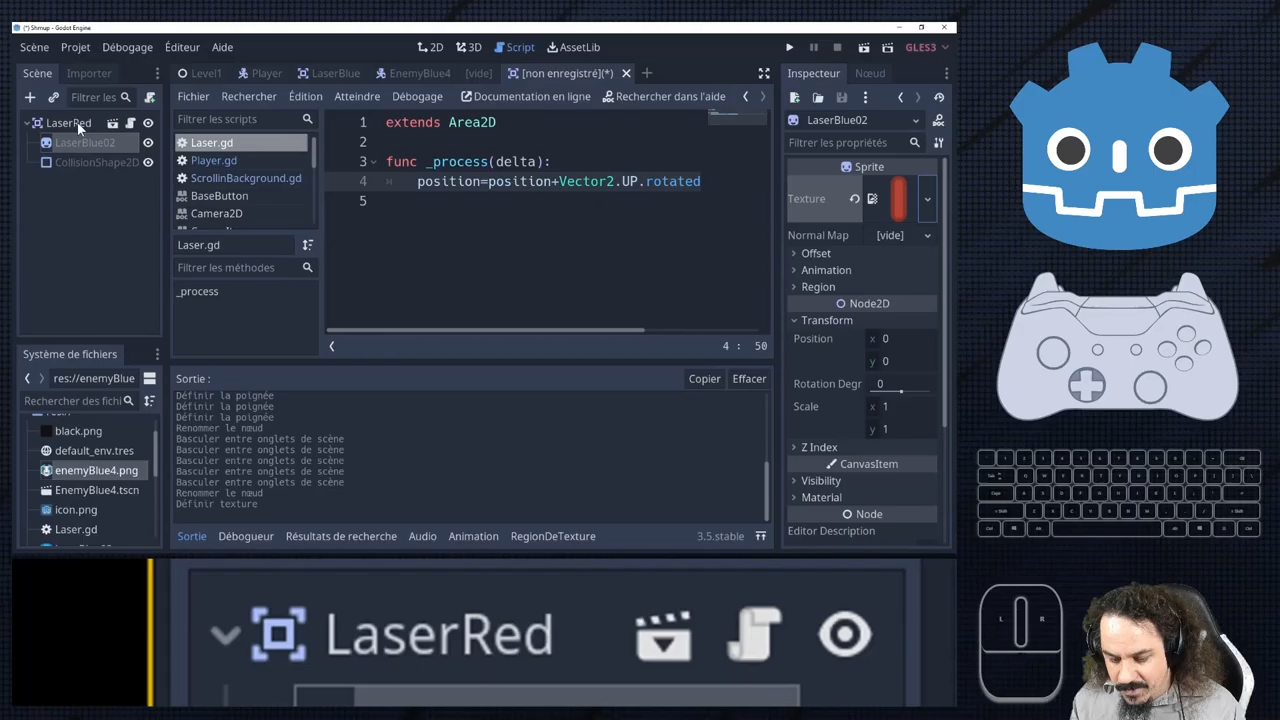 (*) Shmup - Godot Engine
Scène Projet Débogage Éditeur Aide
2D 3D Script AssetLib
GLES3
Scène Importer
Level1 Player LaserBlue EnemyBlue4 [vide] [non enregistré](*)
Inspecteur Nœud
Filtrer les
Fichier Rechercher Édition Atteindre Débogage Documentation en ligne Rechercher dans l'aide
LaserRed
LaserBlue02
CollisionShape2D
Filtrer les scripts
Laser.gd
Player.gd
ScrollinBackground.gd
BaseButton
Camera2D
Laser.gd
Filtrer les méthodes
_process
1 extends Area2D
2
3 func _process(delta):
4 position=position+Vector2.UP.rotated
5
4 : 50
LaserBlue02
Filtrer les propriétés
Sprite
Texture
Normal Map [vide]
Offset
Animation
Region
Node2D
Transform
Position x 0
y 0
Rotation Degr 0
Scale x 1
y 1
Z Index
CanvasItem
Visibility
Material
Node
Editor Description
Système de fichiers
res://enemyBlue
Recherche des fichi
black.png
default_env.tres
enemyBlue4.png
EnemyBlue4.tscn
icon.png
Laser.gd
Sortie : Copier Effacer
Définir la poignée
Définir la poignée
Définir la poignée
Renommer le nœud
Basculer entre onglets de scène
Basculer entre onglets de scène
Basculer entre onglets de scène
Basculer entre onglets de scène
Basculer entre onglets de scène
Renommer le nœud
Définir texture
Sortie Débogueur Résultats de recherche Audio Animation RegionDeTexture 3.5.stable
LaserRed
L R